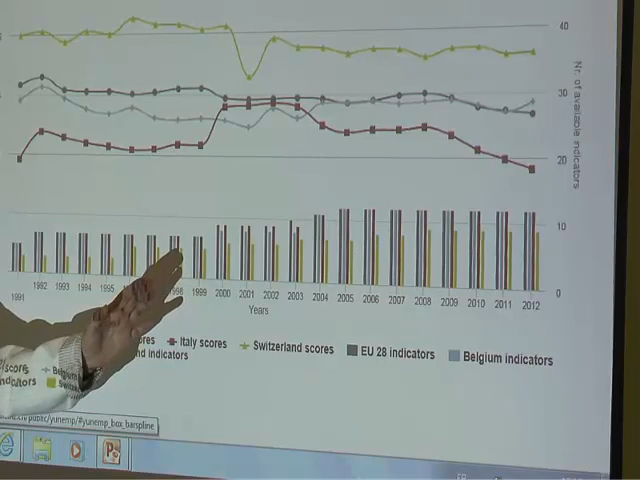 40
30
20
10
0
Nr. of available indicators
1991 1992 1993 1994 1995 1998 1999 2000 2001 2002 2003 2004 2005 2006 2007 2008 2009 2010 2011 2012
Years
Italy scores Switzerland scores EU 28 indicators Belgium indicators
indicators
/public/yunemp/#yunemp_box_barspline